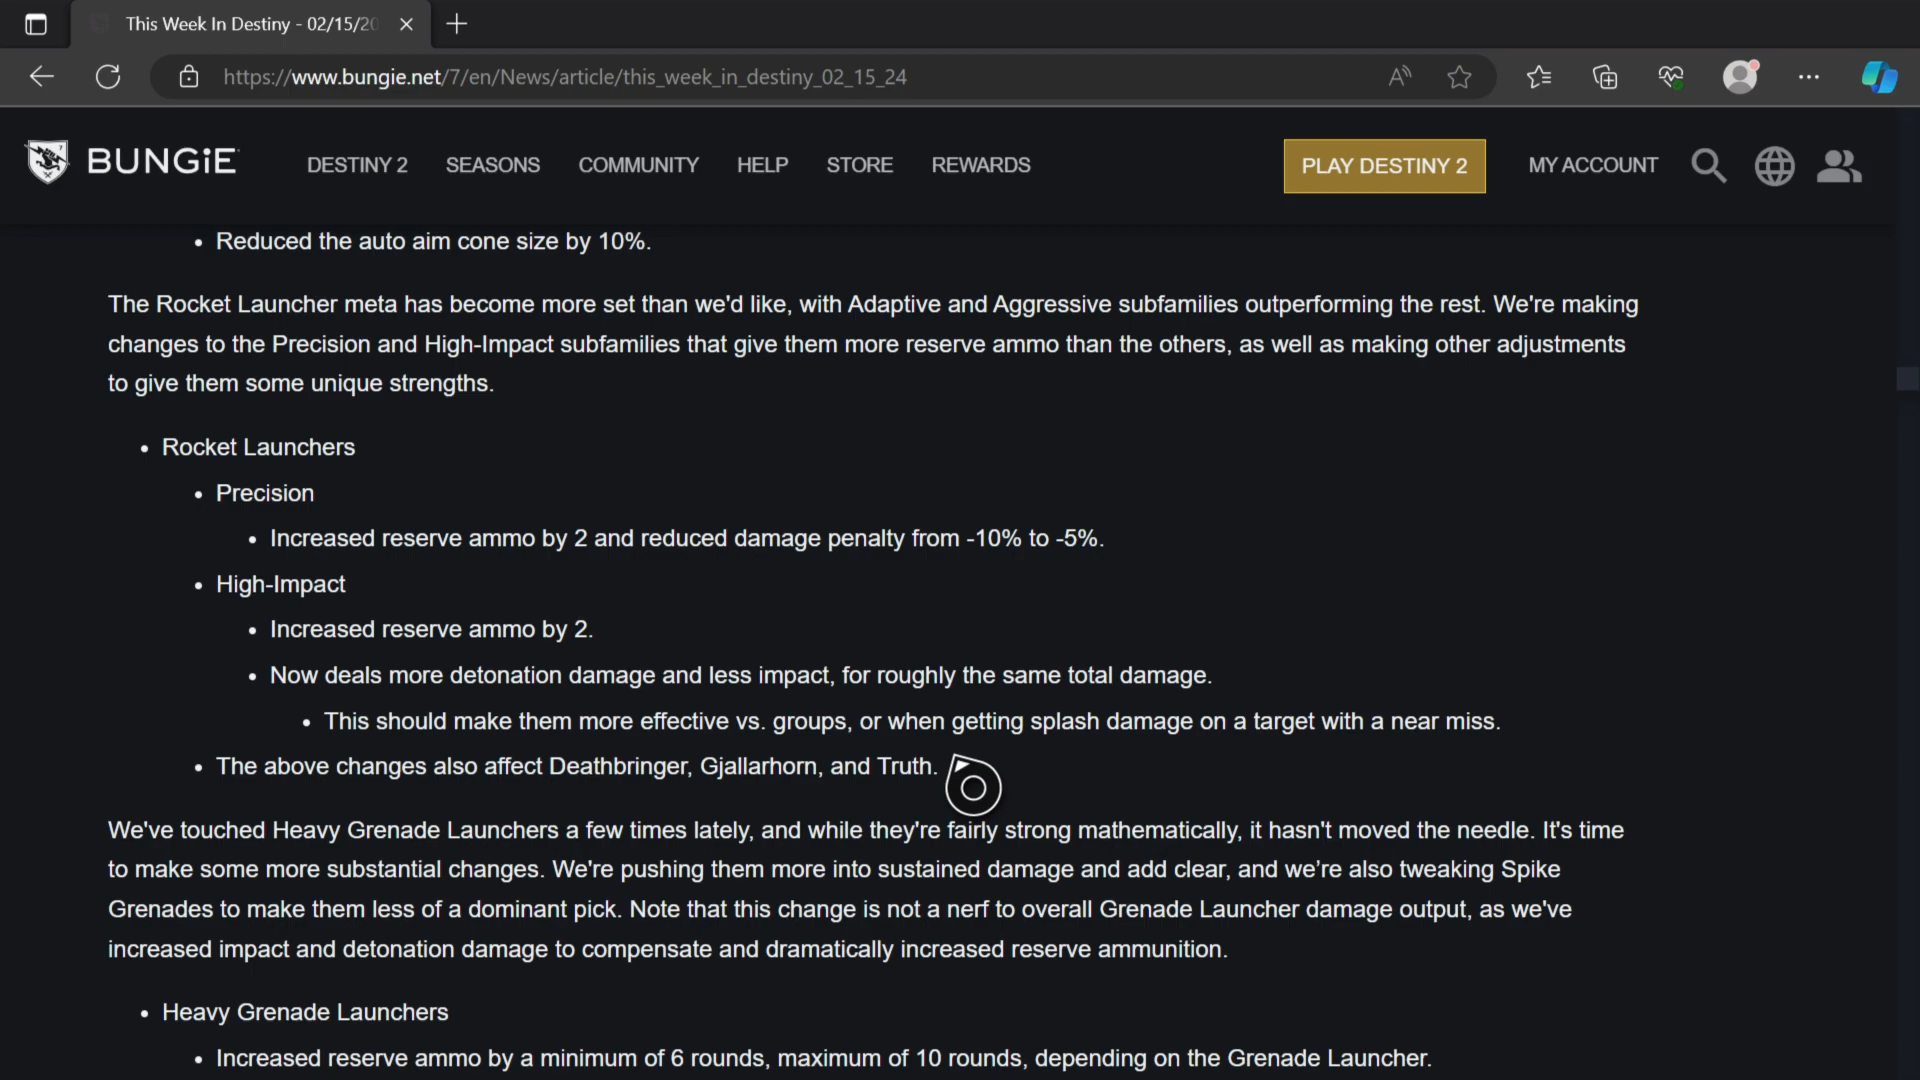 This Week In Destiny - 02/15/20
https://www.bungie.net/7/en/News/article/this_week_in_destiny_02_15_24
BUNGiE
DESTINY 2 SEASONS COMMUNITY HELP STORE REWARDS
PLAY DESTINY 2
MY ACCOUNT
• Reduced the auto aim cone size by 10%.
The Rocket Launcher meta has become more set than we'd like, with Adaptive and Aggressive subfamilies outperforming the rest. We're making
changes to the Precision and High-Impact subfamilies that give them more reserve ammo than the others, as well as making other adjustments
to give them some unique strengths.
• Rocket Launchers
• Precision
• Increased reserve ammo by 2 and reduced damage penalty from -10% to -5%.
• High-Impact
• Increased reserve ammo by 2.
• Now deals more detonation damage and less impact, for roughly the same total damage.
• This should make them more effective vs. groups, or when getting splash damage on a target with a near miss.
• The above changes also affect Deathbringer, Gjallarhorn, and Truth.
We've touched Heavy Grenade Launchers a few times lately, and while they're fairly strong mathematically, it hasn't moved the needle. It's time
to make some more substantial changes. We're pushing them more into sustained damage and add clear, and we’re also tweaking Spike
Grenades to make them less of a dominant pick. Note that this change is not a nerf to overall Grenade Launcher damage output, as we've
increased impact and detonation damage to compensate and dramatically increased reserve ammunition.
• Heavy Grenade Launchers
• Increased reserve ammo by a minimum of 6 rounds, maximum of 10 rounds, depending on the Grenade Launcher.